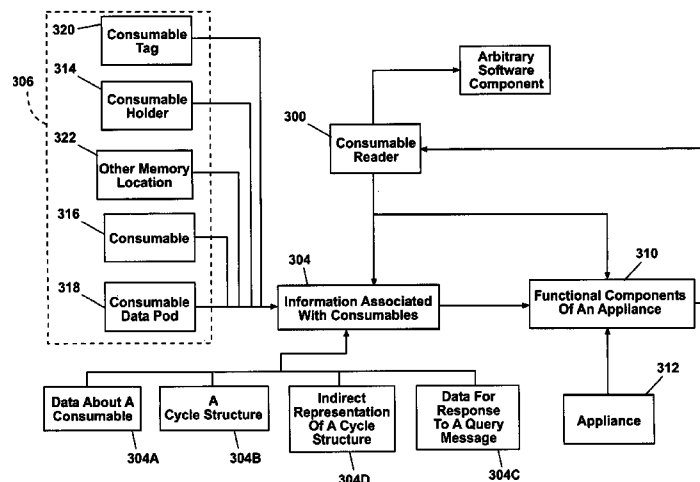 320
Consumable
Tag
314
Consumable
Holder
306
322
Other Memory
Location
316
Consumable
318
Consumable
Data Pod
Arbitrary
Software
Component
300
Consumable
Reader
304
Information Associated
With Consumables
310
Functional Components
Of An Appliance
312
Appliance
Data About A
Consumable
304A
A
Cycle Structure
304B
Indirect
Representation
Of A Cycle
Structure
304D
Data For
Response
To A Query
Message
304C